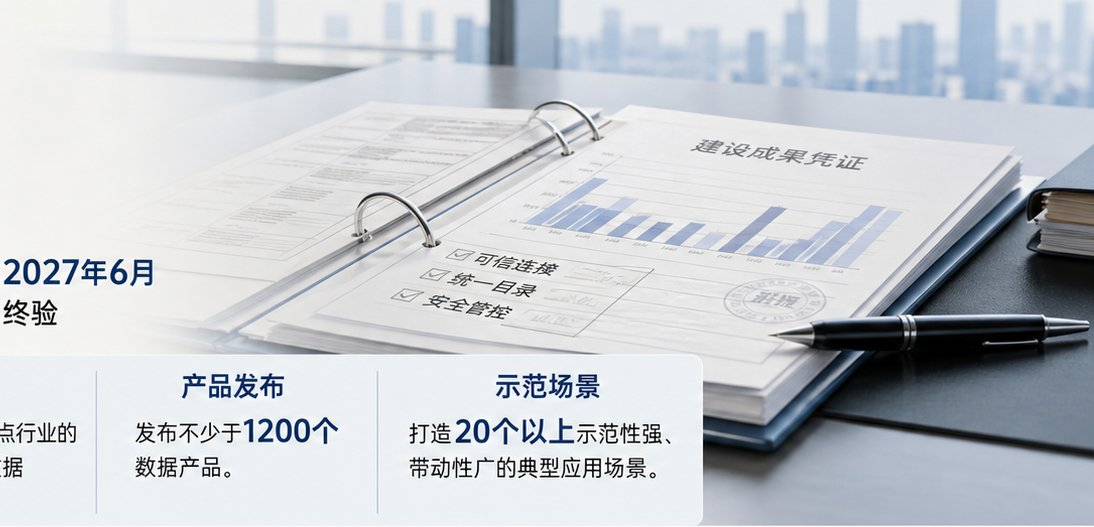 建设成果凭证
可信连接
统一目录
安全管控
2027年6月
终验
点行业的
据
产品发布
发布不少于1200个
数据产品。
示范场景
打造20个以上示范性强、
带动性广的典型应用场景。